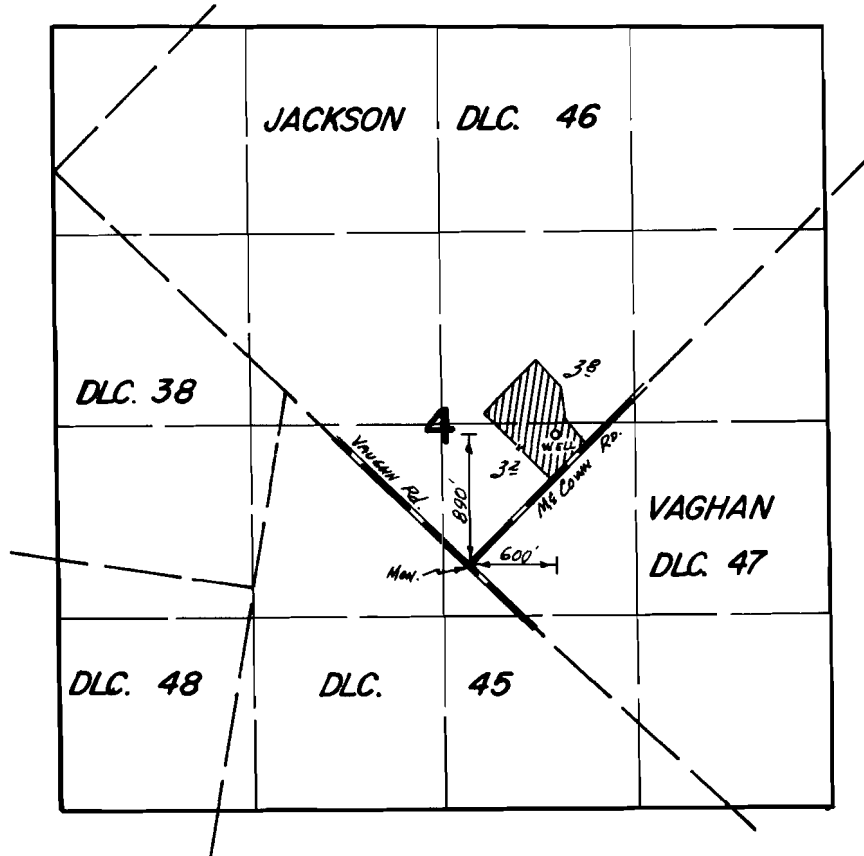 JACKSON DLC. 46
DLC. 38
3.8
4
WELL
3.2
VAUGHN Rd.
McCOWN RD.
890'
VAGHAN
DLC. 47
600'
Mon.
DLC. 48
DLC. 45